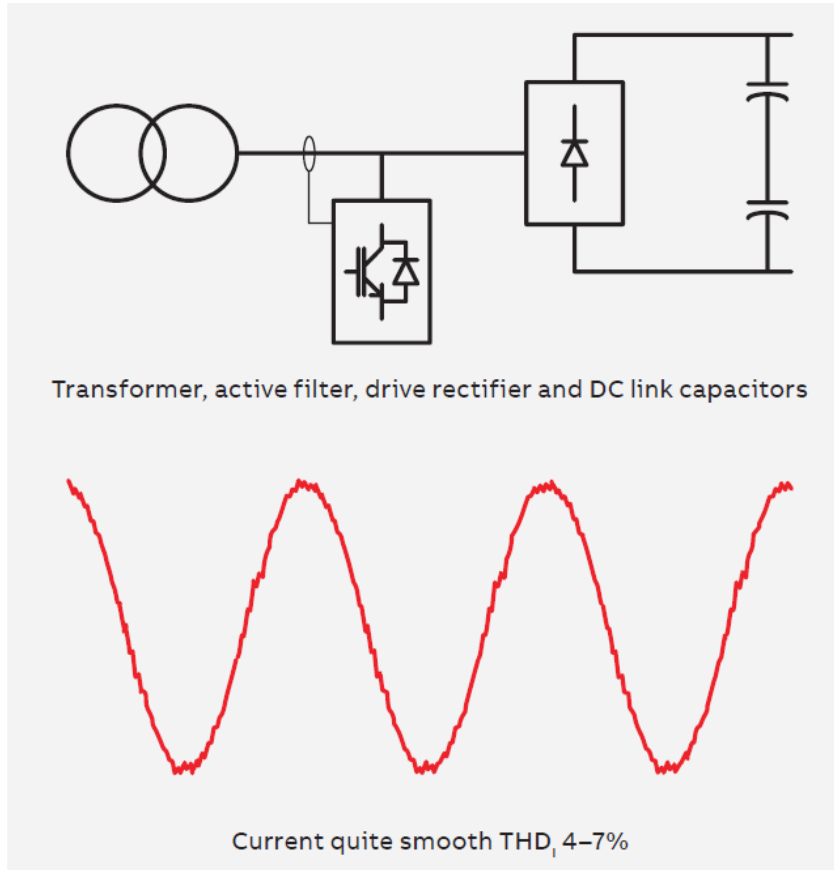 Transformer, active filter, drive rectifier and DC link capacitors
Current quite smooth THDI 4–7%